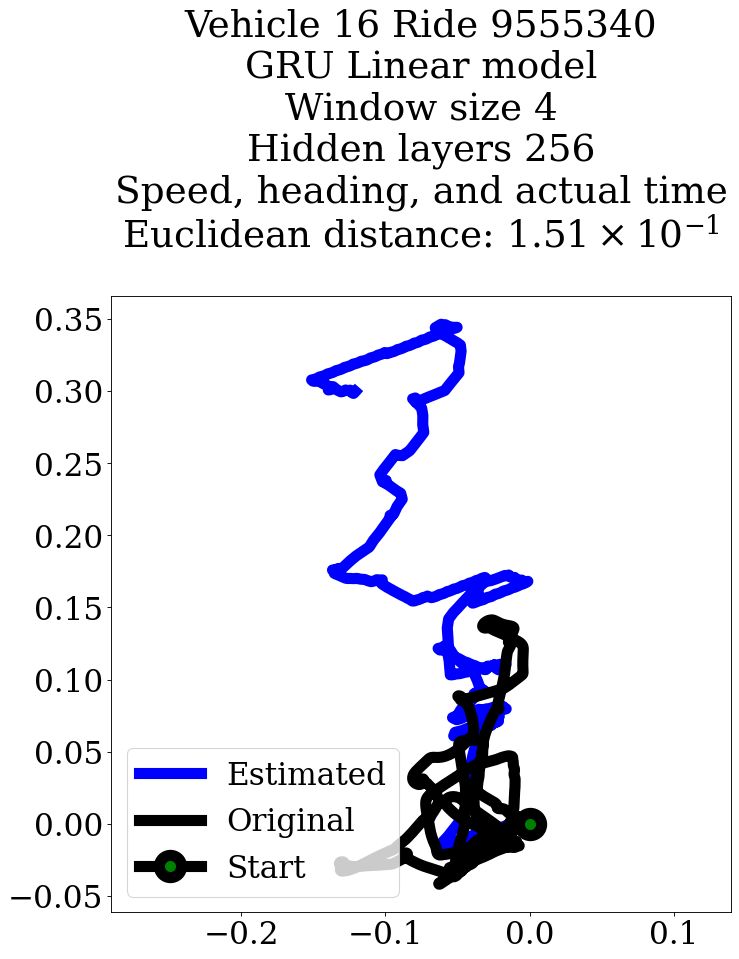 Vehicle 16 Ride 9555340
GRU Linear model
Window size 4
Hidden layers 256
Speed, heading, and actual time
Euclidean distance: 1.51 × 10⁻¹
0.35
0.30
0.25
0.20
0.15
0.10
0.05
0.00
−0.05
Estimated
Original
Start
−0.2 −0.1 0.0 0.1